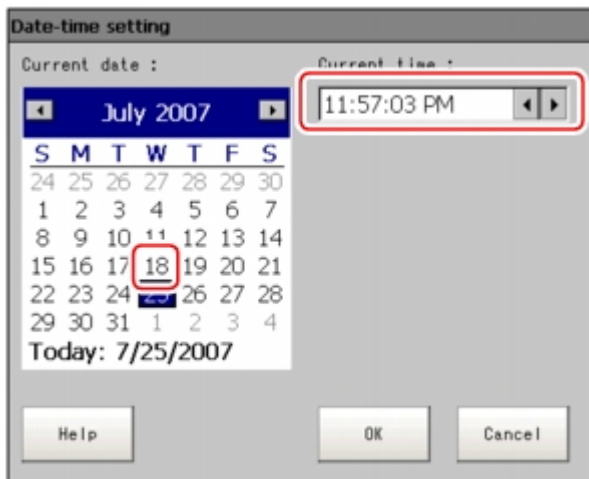 Date-time setting
Current date :
Current time :
July 2007
11:57:03 PM
S M T W T F S
24 25 26 27 28 29 30
1 2 3 4 5 6 7
8 9 10 11 12 13 14
15 16 17 18 19 20 21
22 23 24 25 26 27 28
29 30 31 1 2 3 4
Today: 7/25/2007
Help
OK
Cancel